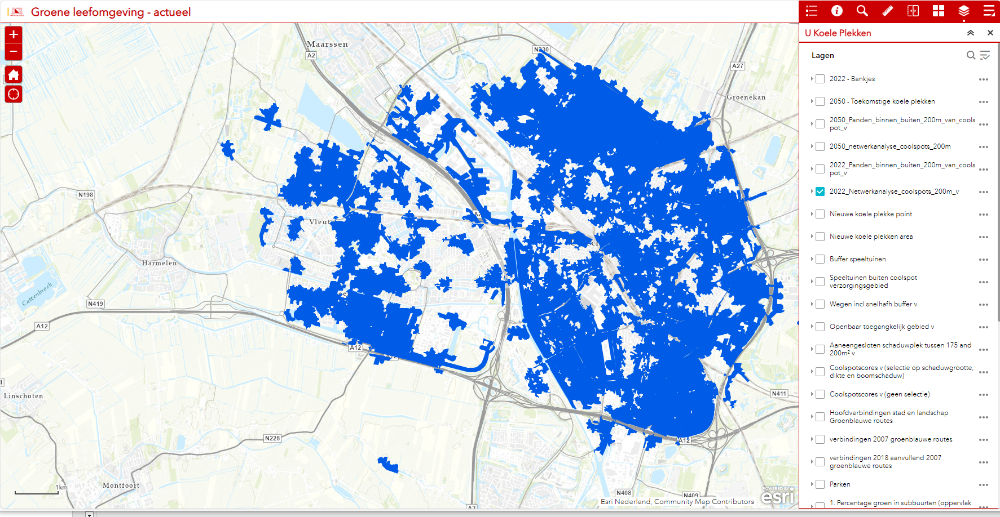 Groene leefomgeving - actueel
U Koele Plekken
Lagen
2022 - Bankjes
2050 - Toekomstige koele plekken
2050_Panden_binnen_buiten_200m_van_cools
pot_v
2050_netwerkanalyse_coolspots_200m
2022_Panden_binnen_buiten_200m_van_cools
pot_v
2022_Netwerkanalyse_coolspots_200m_v
Nieuwe koele plekke point
Nieuwe koele plekken area
Buffer speeltuinen
Speeltuinen buiten coolspot
verzorgingsgebied
Wegen incl snelhafh buffer v
Openbaar toegangkelijk gebied v
Aaneengesloten schaduwplek tussen 175 and
200m² v
Coolspotscores v (selectie op schaduwgrootte,
dikte en boomschaduw)
Coolspotscores v (geen selectie)
Hoofdverbindingen stad en landschap
Groenblauwe routes
verbindingen 2007 groenblauwe routes
verbindingen 2018 aanvullend 2007
groenblauwe routes
Parken
1. Percentage groen in subbuurten (oppervlak
Maarssen
A2
N230
A27
Groenekan
N198
Vleut
Harmelen
Cattenbroek
N419
A12
A12
A12
Linschoten
N411
N228
A12
Montfoort
1km
N408
N409
A2
Esri Nederland, Community Map Contributors
POWERED BY
esri